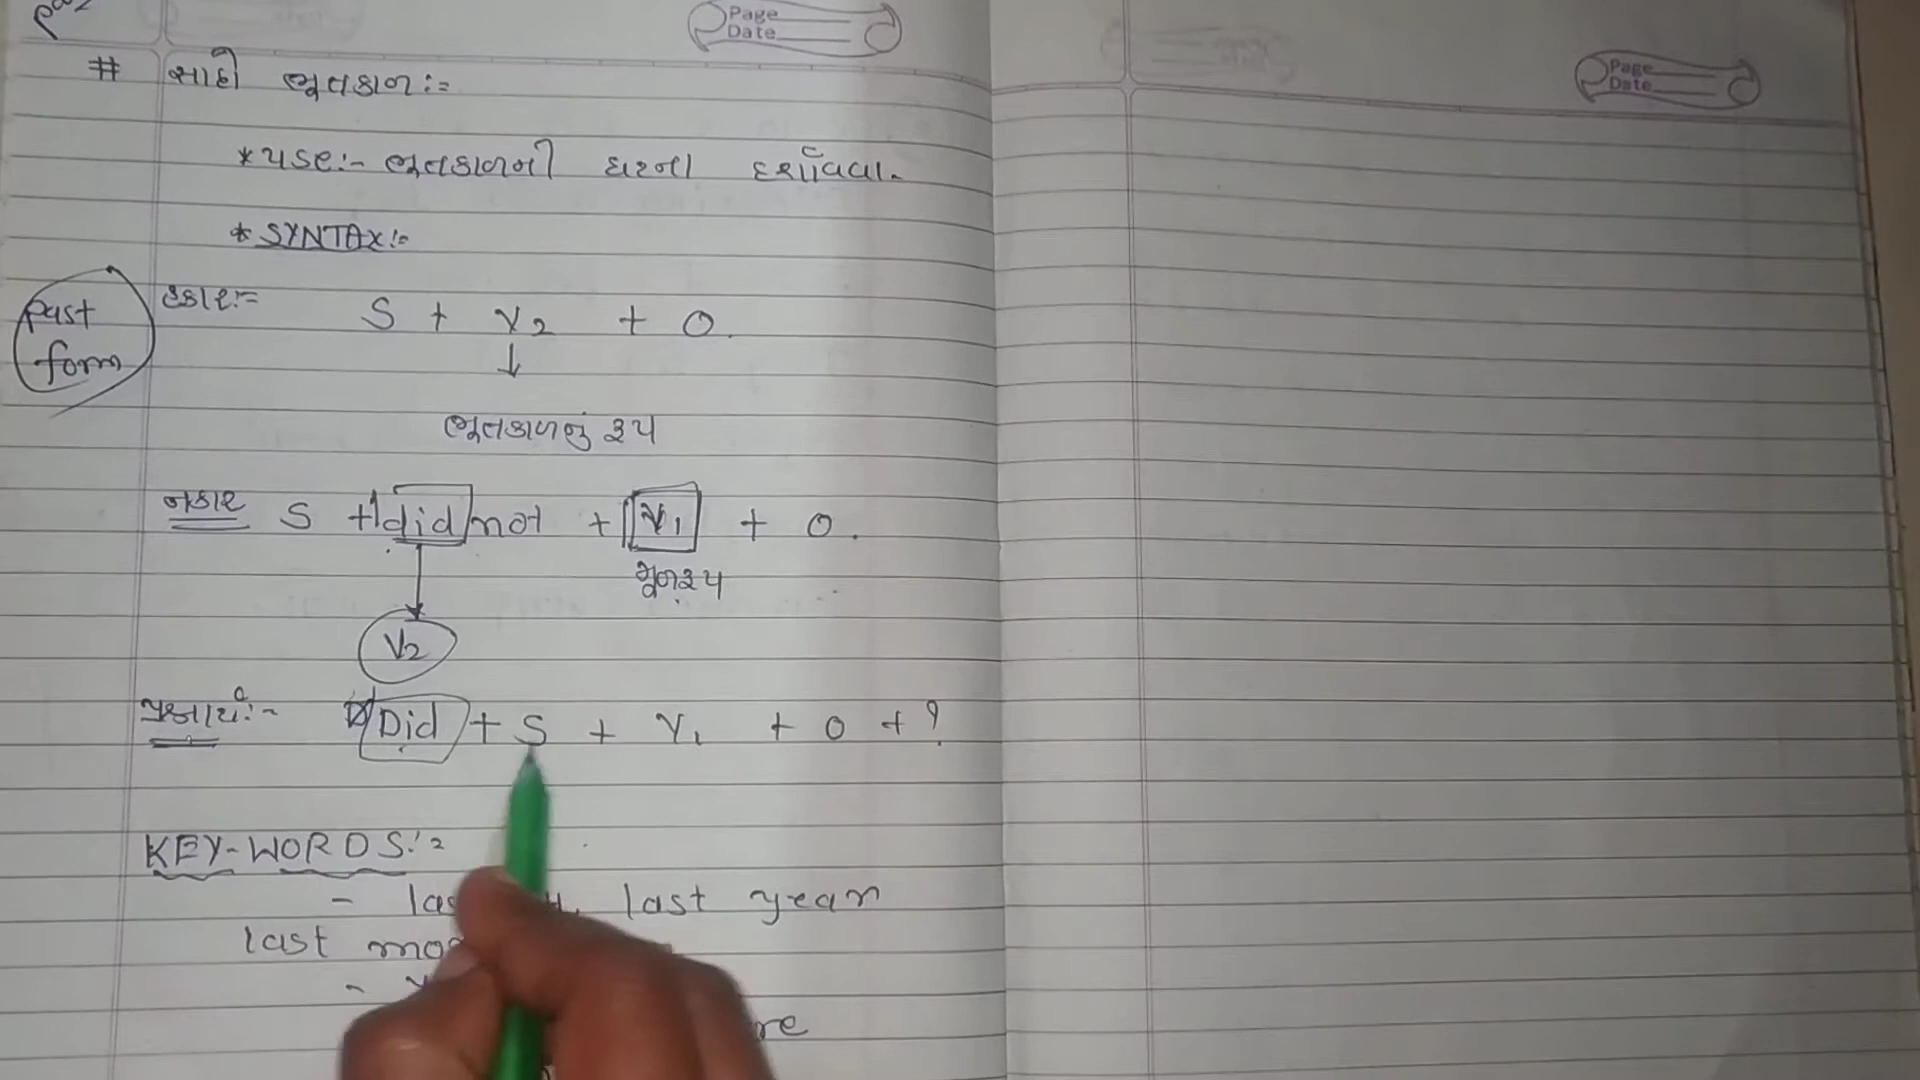 Page
Date
Page
Date
# સાદો ભૂતકાળ :=
* યુઝ :- ભૂતકાળની ઘટના દર્શાવવા.
* SYNTAX :-
Past form
હકાર :- S + V2 + O.
↓
ભૂતકાળનું રૂપ
નકાર S + did not + V1 + O.
મૂળરૂપ
V2
પ્રશ્નાર્થ :- Did + S + V1 + O + ?
KEY-WORDS :-
- last year
last